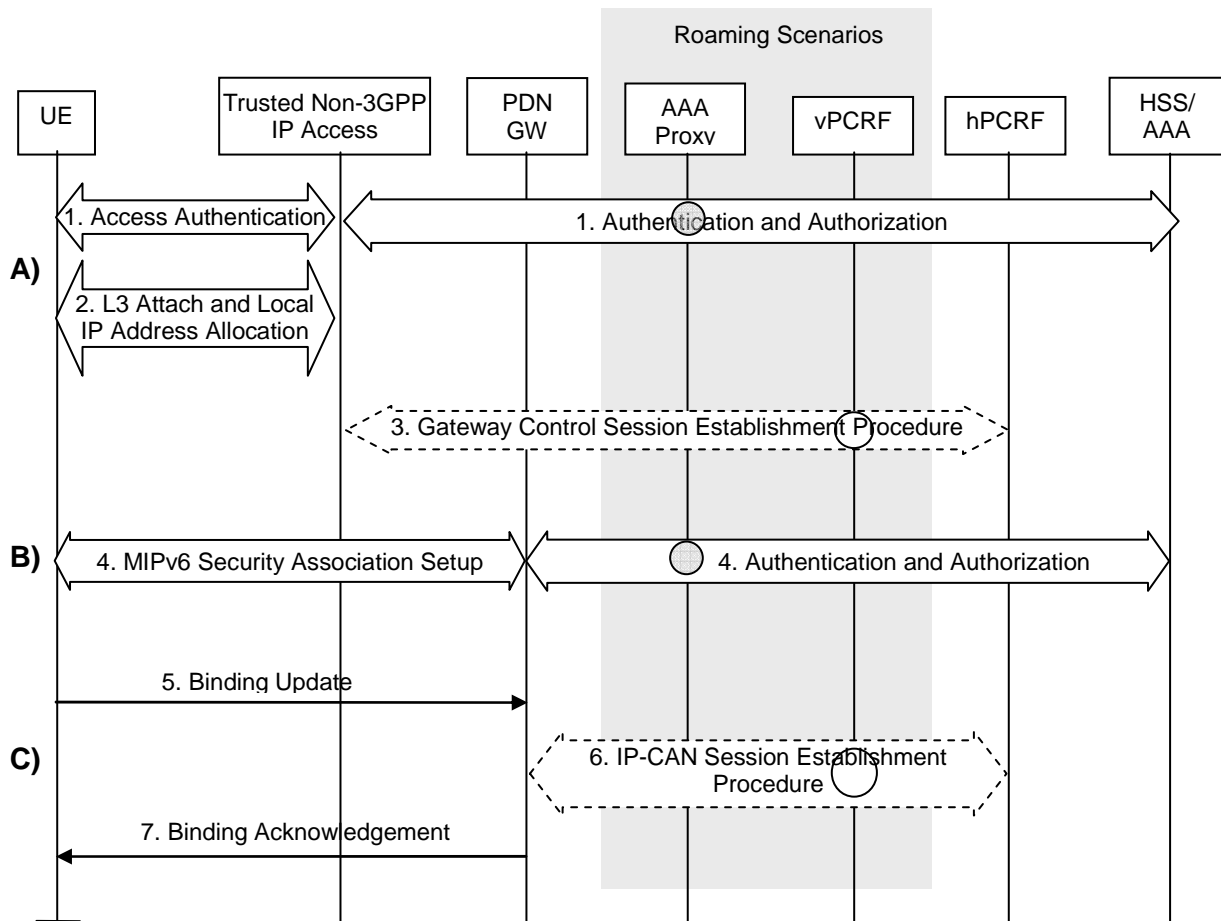 Roaming Scenarios
UE
Trusted Non-3GPP
IP Access
PDN
GW
AAA
Proxy
vPCRF
hPCRF
HSS/
AAA
1. Access Authentication
1. Authentication and Authorization
A)
2. L3 Attach and Local
IP Address Allocation
3. Gateway Control Session Establishment Procedure
B)
4. MIPv6 Security Association Setup
4. Authentication and Authorization
5. Binding Update
C)
6. IP-CAN Session Establishment
Procedure
7. Binding Acknowledgement